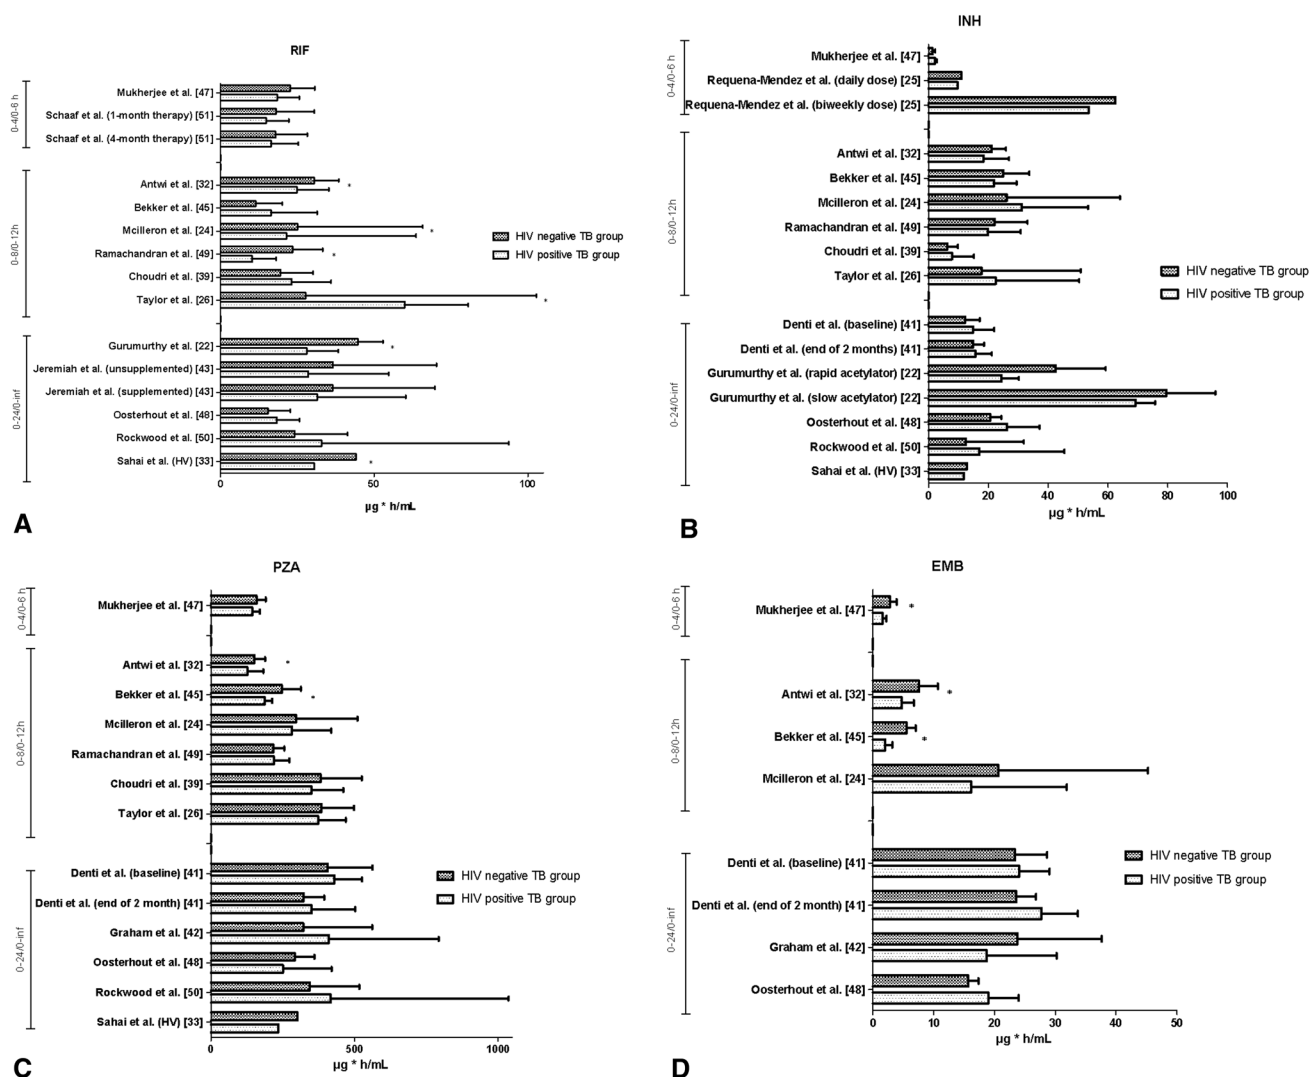 RIF
0-4/0-6 h
Mukherjee et al. [47]
Schaaf et al. (1-month therapy) [51]
Schaaf et al. (4-month therapy) [51]
0-8/0-12h
Antwi et al. [32]
*
Bekker et al. [45]
Mcilleron et al. [24]
*
Ramachandran et al. [49]
*
Choudri et al. [39]
Taylor et al. [26]
*
0-24/0-inf
Gurumurthy et al. [22]
*
Jeremiah et al. (unsupplemented) [43]
Jeremiah et al. (supplemented) [43]
Oosterhout et al. [48]
Rockwood et al. [50]
Sahai et al. (HV) [33]
*
HIV negative TB group
HIV positive TB group
0 50 100
µg * h/mL
A
INH
0-4/0-6 h
Mukherjee et al. [47]
Requena-Mendez et al. (daily dose) [25]
Requena-Mendez et al. (biweekly dose) [25]
0-8/0-12h
Antwi et al. [32]
Bekker et al. [45]
Mcilleron et al. [24]
Ramachandran et al. [49]
Choudri et al. [39]
Taylor et al. [26]
0-24/0-inf
Denti et al. (baseline) [41]
Denti et al. (end of 2 months) [41]
Gurumurthy et al. (rapid acetylator) [22]
Gurumurthy et al. (slow acetylator) [22]
Oosterhout et al. [48]
Rockwood et al. [50]
Sahai et al. (HV) [33]
HIV negative TB group
HIV positive TB group
0 20 40 60 80 100
µg * h/mL
B
PZA
0-4/0-6 h
Mukherjee et al. [47]
0-8/0-12h
Antwi et al. [32]
*
Bekker et al. [45]
*
Mcilleron et al. [24]
Ramachandran et al. [49]
Choudri et al. [39]
Taylor et al. [26]
0-24/0-inf
Denti et al. (baseline) [41]
Denti et al. (end of 2 month) [41]
Graham et al. [42]
Oosterhout et al. [48]
Rockwood et al. [50]
Sahai et al. (HV) [33]
HIV negative TB group
HIV positive TB group
0 500 1000
µg * h/mL
C
EMB
0-4/0-6 h
Mukherjee et al. [47]
*
0-8/0-12h
Antwi et al. [32]
*
Bekker et al. [45]
*
Mcilleron et al. [24]
0-24/0-inf
Denti et al. (baseline) [41]
Denti et al. (end of 2 month) [41]
Graham et al. [42]
Oosterhout et al. [48]
HIV negative TB group
HIV positive TB group
0 10 20 30 40 50
µg * h/mL
D